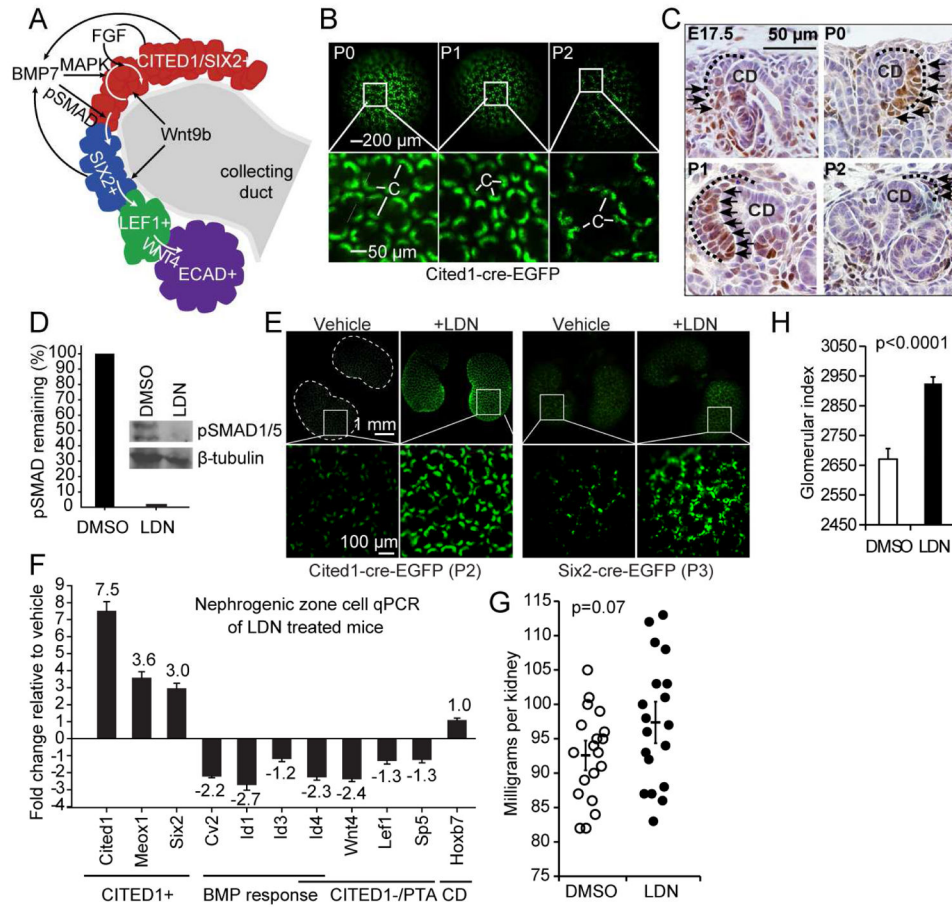 A
FGF
CITED1/SIX2+
MAPK
BMP7
pSMAD
Wnt9b
SIX2+
collecting
duct
LEF1+
WNT4
ECAD+
B
P0
P1
P2
200 µm
C
C
C
50 µm
Cited1-cre-EGFP
C
E17.5
50 µm
P0
CD
CD
P1
P2
CD
CD
D
pSMAD remaining (%)
100
90
80
70
60
50
40
30
20
10
0
DMSO
LDN
pSMAD1/5
β-tubulin
DMSO
LDN
E
Vehicle
+LDN
Vehicle
+LDN
1 mm
100 µm
Cited1-cre-EGFP (P2)
Six2-cre-EGFP (P3)
H
p<0.0001
Glomerular index
3050
2950
2850
2750
2650
2550
2450
DMSO
LDN
F
Fold change relative to vehicle
8
7
6
5
4
3
2
1
0
-1
-2
-3
-4
Nephrogenic zone cell qPCR
of LDN treated mice
7.5
3.6
3.0
-2.2
-2.7
-1.2
-2.3
-2.4
-1.3
-1.3
1.0
Cited1
Meox1
Six2
Cv2
Id1
Id3
Id4
Wnt4
Lef1
Sp5
Hoxb7
CITED1+
BMP response
CITED1-/PTA
CD
G
p=0.07
Milligrams per kidney
115
110
105
100
95
90
85
80
75
DMSO
LDN